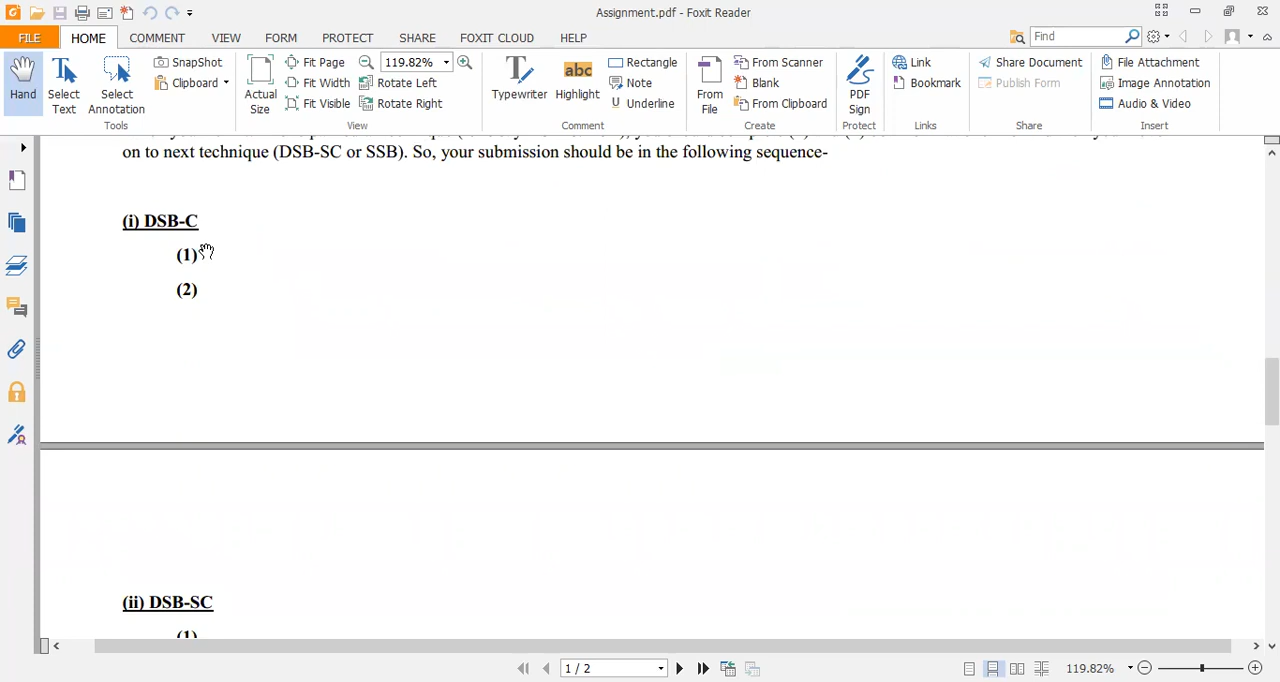 Assignment.pdf - Foxit Reader
FILE HOME COMMENT VIEW FORM PROTECT SHARE FOXIT CLOUD HELP
Find
Hand
Select Text
Select Annotation
SnapShot
Clipboard
Tools
Actual Size
Fit Page
Fit Width
Fit Visible
119.82%
Rotate Left
Rotate Right
View
Typewriter
abc
Highlight
Rectangle
Note
Underline
Comment
From File
From Scanner
Blank
From Clipboard
Create
PDF Sign
Protect
Link
Bookmark
Links
Share Document
Publish Form
Share
File Attachment
Image Annotation
Audio & Video
Insert
on to next technique (DSB-SC or SSB). So, your submission should be in the following sequence-
(i) DSB-C
(1)
(2)
(ii) DSB-SC
(1)
1 / 2
119.82%